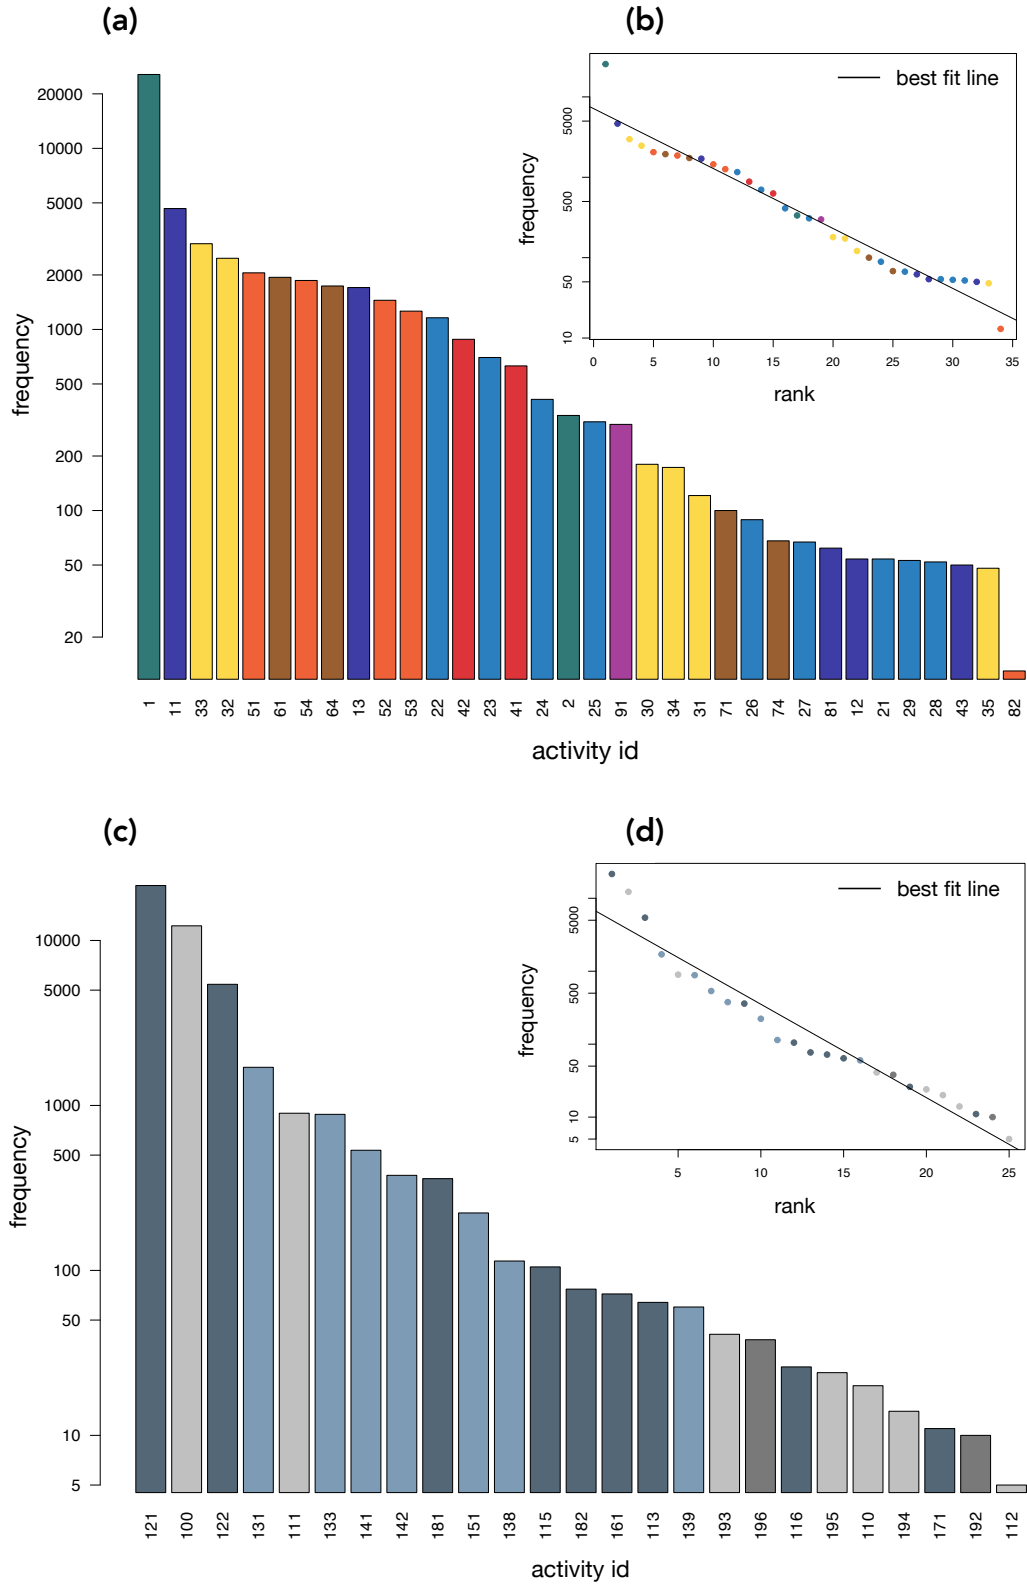 (a)
(b)
20000
10000
5000
2000
1000
500
200
100
50
20
frequency
1 11 33 32 51 61 54 64 13 52 53 22 42 23 41 24 2 25 91 30 34 31 71 26 74 27 81 12 21 29 28 43 35 82
activity id
best fit line
5000
500
50
10
frequency
0 5 10 15 20 25 30 35
rank
(c)
(d)
10000
5000
1000
500
100
50
10
5
frequency
121 100 122 131 111 133 141 142 181 151 138 115 182 161 113 139 193 196 116 195 110 194 171 192 112
activity id
best fit line
5000
500
50
10
5
frequency
5 10 15 20 25
rank